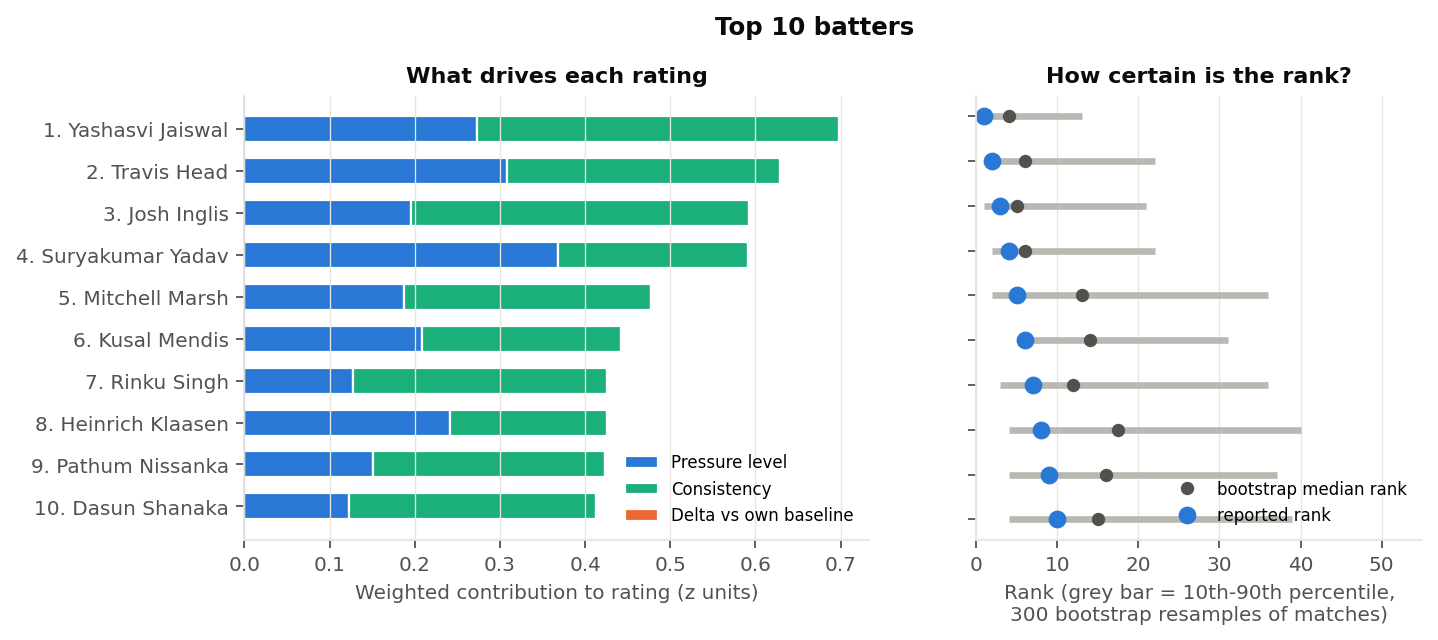 Top 10 batters
What drives each rating
1. Yashasvi Jaiswal
2. Travis Head
3. Josh Inglis
4. Suryakumar Yadav
5. Mitchell Marsh
6. Kusal Mendis
7. Rinku Singh
8. Heinrich Klaasen
9. Pathum Nissanka
10. Dasun Shanaka
Pressure level
Consistency
Delta vs own baseline
0.0 0.1 0.2 0.3 0.4 0.5 0.6 0.7
Weighted contribution to rating (z units)
How certain is the rank?
bootstrap median rank
reported rank
0 10 20 30 40 50
Rank (grey bar = 10th-90th percentile,
300 bootstrap resamples of matches)